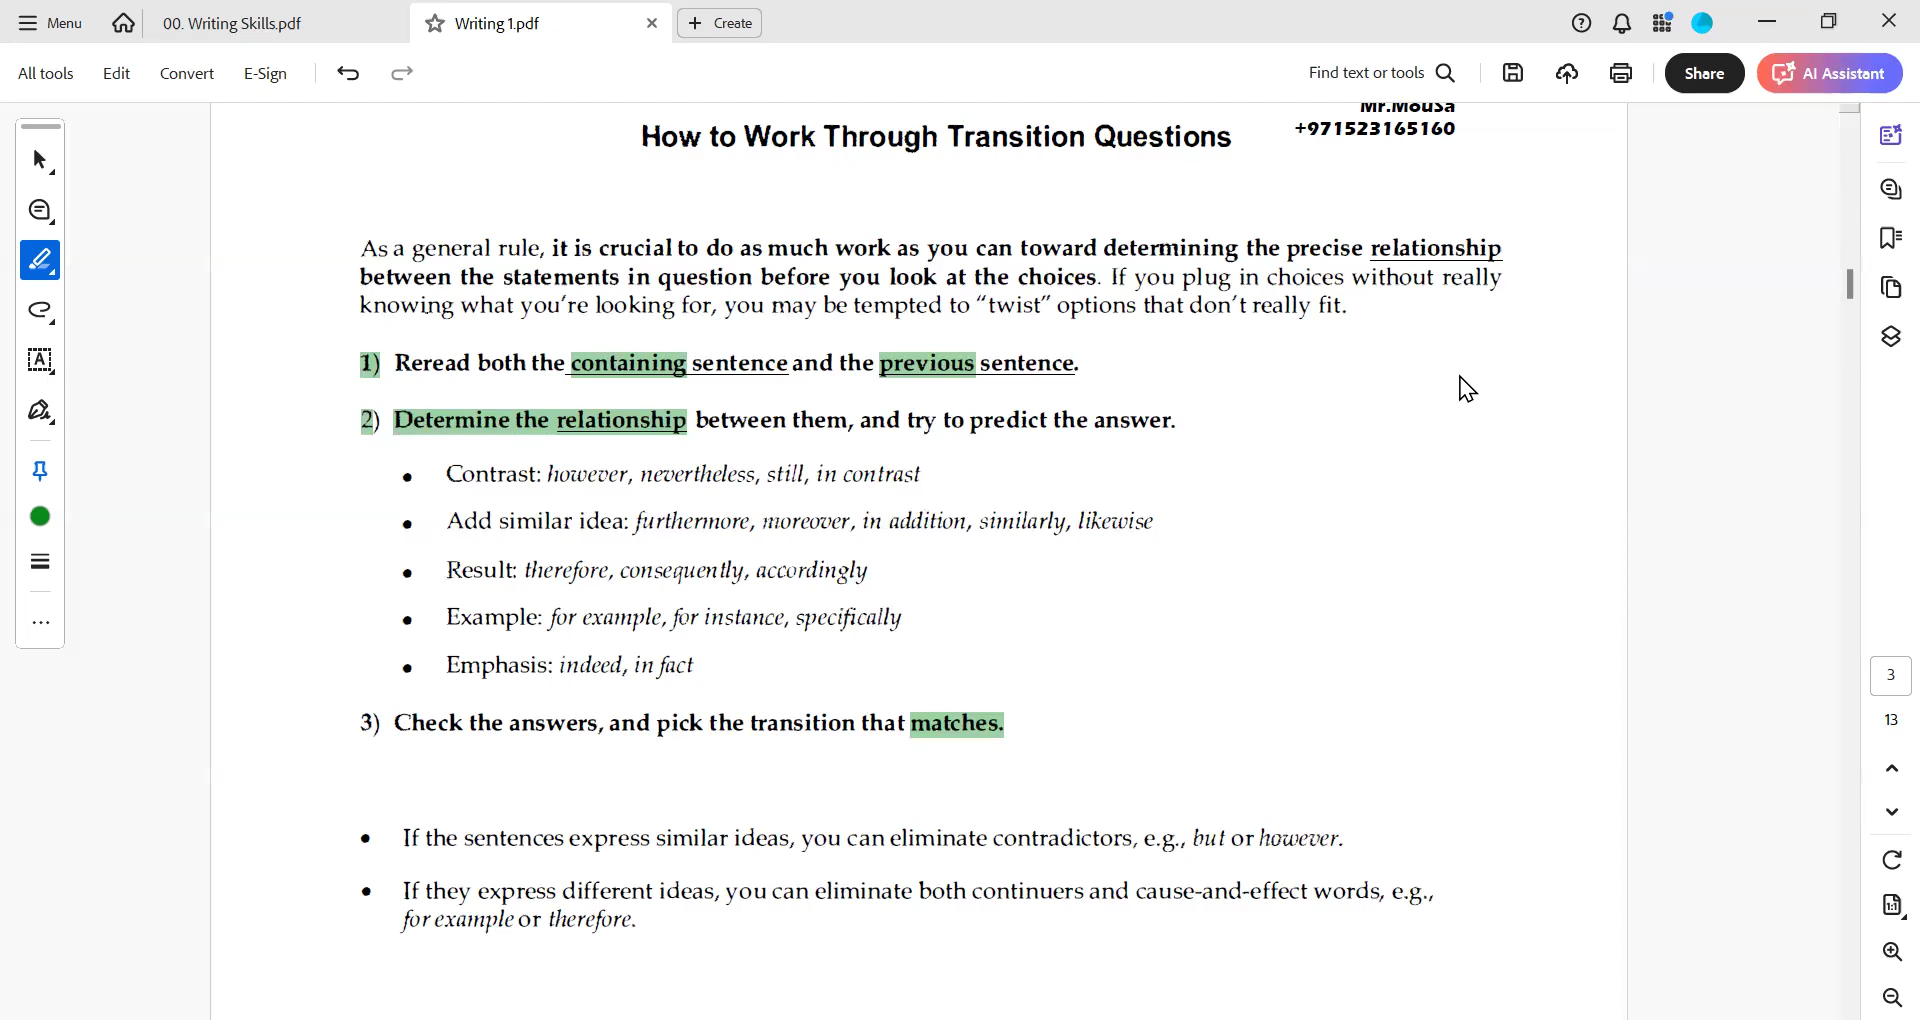 Menu
00. Writing Skills.pdf
Writing 1.pdf
Create
All tools
Edit
Convert
E-Sign
Find text or tools
Share
AI Assistant
Mr.Mousa
+971523165160
How to Work Through Transition Questions
As a general rule, it is crucial to do as much work as you can toward determining the precise relationship
between the statements in question before you look at the choices. If you plug in choices without really
knowing what you're looking for, you may be tempted to “twist” options that don't really fit.
1) Reread both the containing sentence and the previous sentence.
2) Determine the relationship between them, and try to predict the answer.
• Contrast: however, nevertheless, still, in contrast
• Add similar idea: furthermore, moreover, in addition, similarly, likewise
• Result: therefore, consequently, accordingly
• Example: for example, for instance, specifically
• Emphasis: indeed, in fact
3) Check the answers, and pick the transition that matches.
• If the sentences express similar ideas, you can eliminate contradictors, e.g., but or however.
• If they express different ideas, you can eliminate both continuers and cause-and-effect words, e.g.,
for example or therefore.
3
13